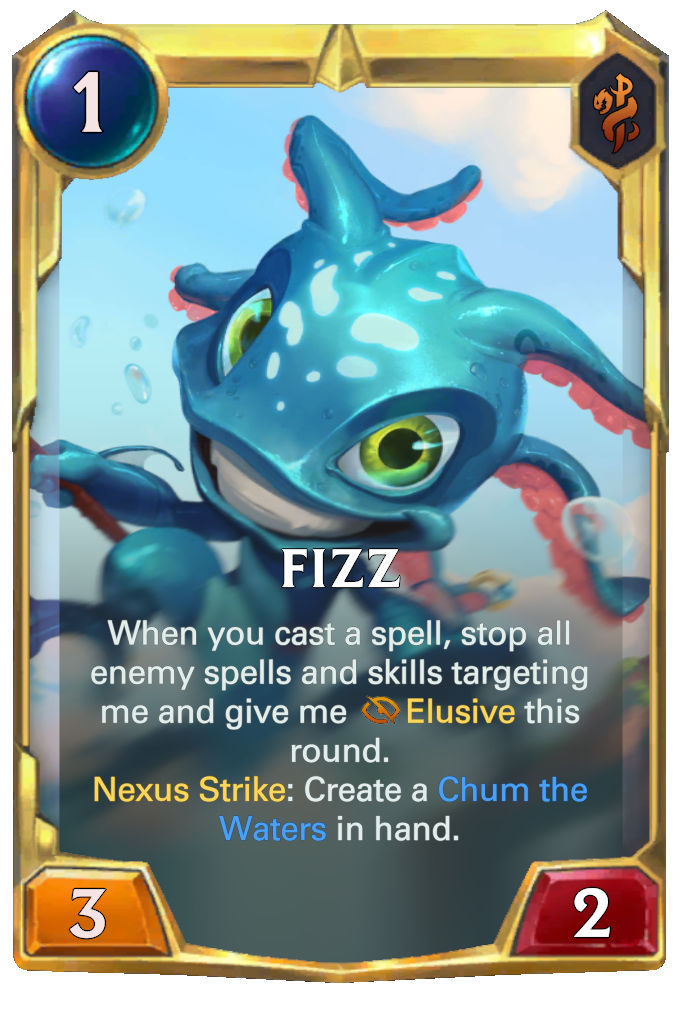 1
FIZZ
When you cast a spell, stop all
enemy spells and skills targeting
me and give me Elusive this
round.
Nexus Strike: Create a Chum the
Waters in hand.
3
2